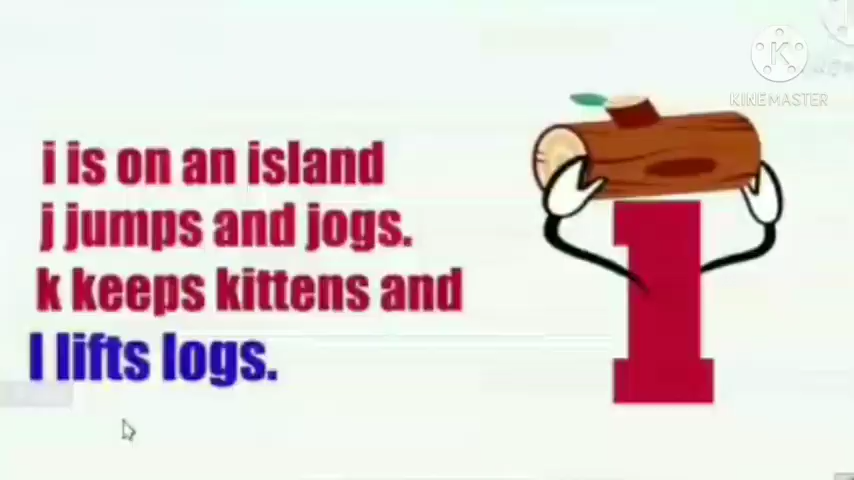 i is on an island
j jumps and jogs.
k keeps kittens and
l lifts logs.
KINEMASTER